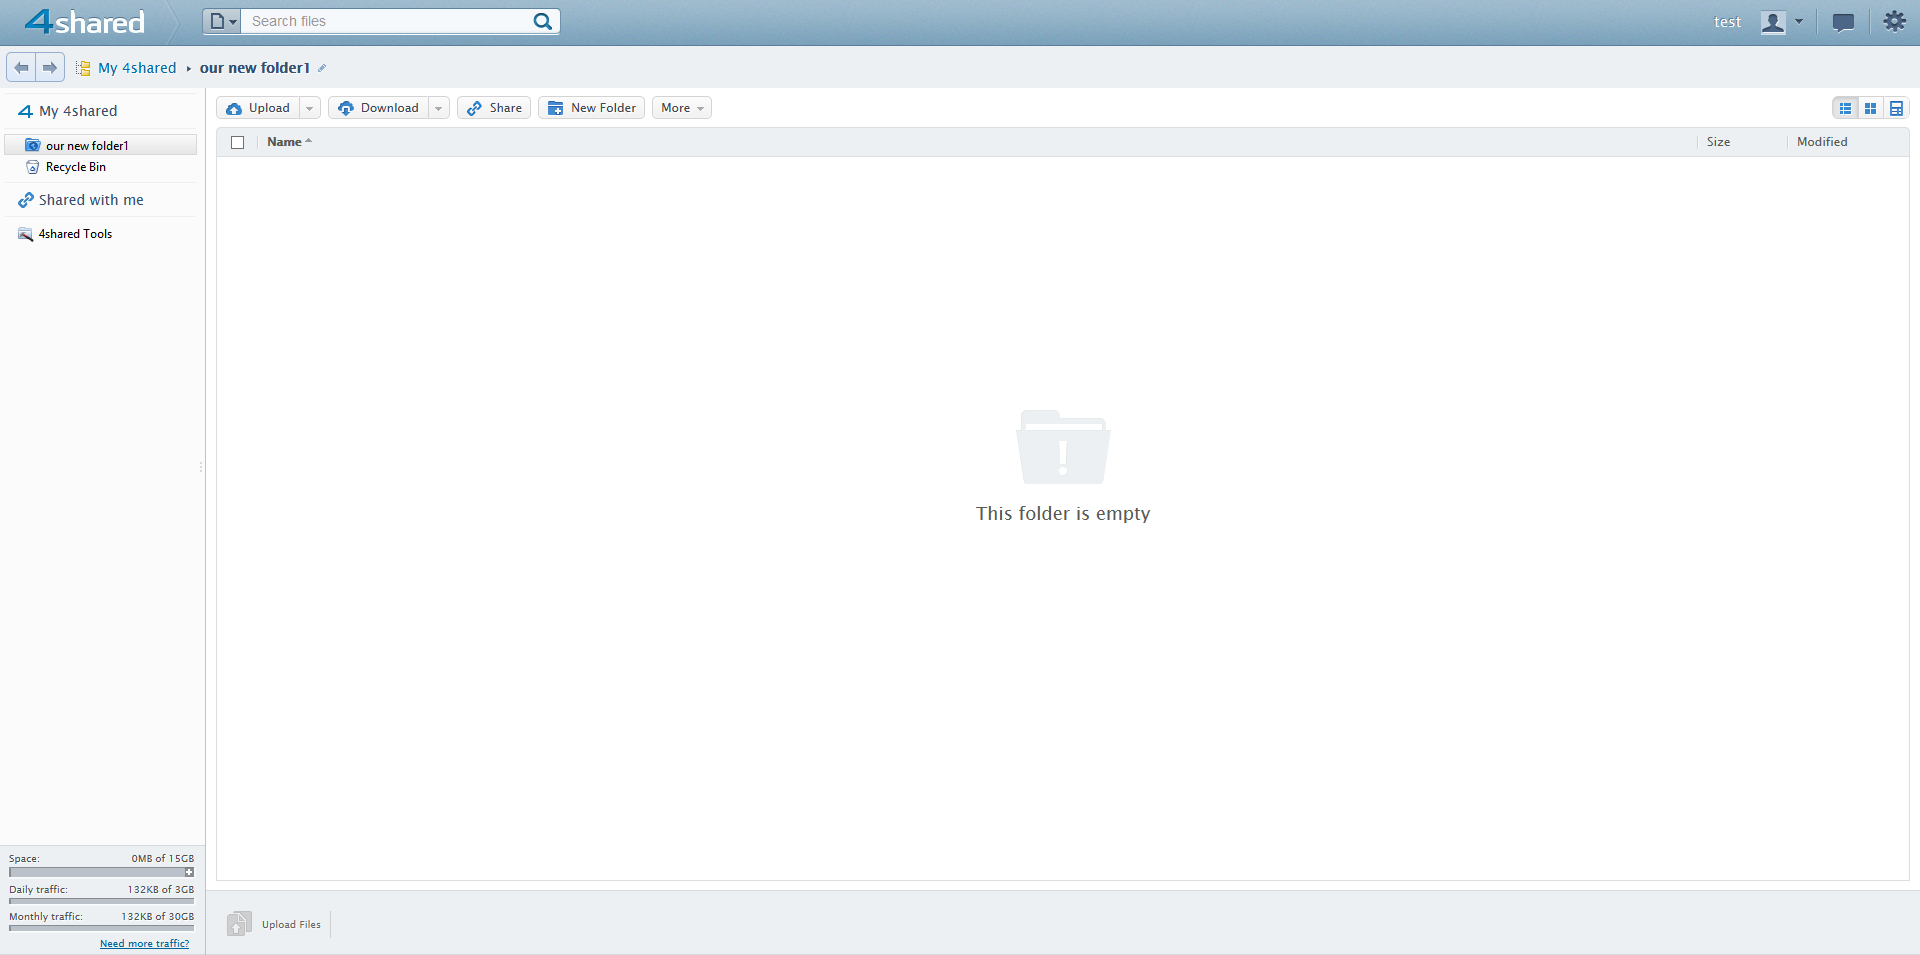 4shared
Search files
test
My 4shared
our new folder1
My 4shared
our new folder1
Recycle Bin
Shared with me
4shared Tools
Upload
Download
Share
New Folder
More
Name
Size
Modified
This folder is empty
Space: 0MB of 15GB
Daily traffic: 132KB of 3GB
Monthly traffic: 132KB of 30GB
Need more traffic?
Upload Files